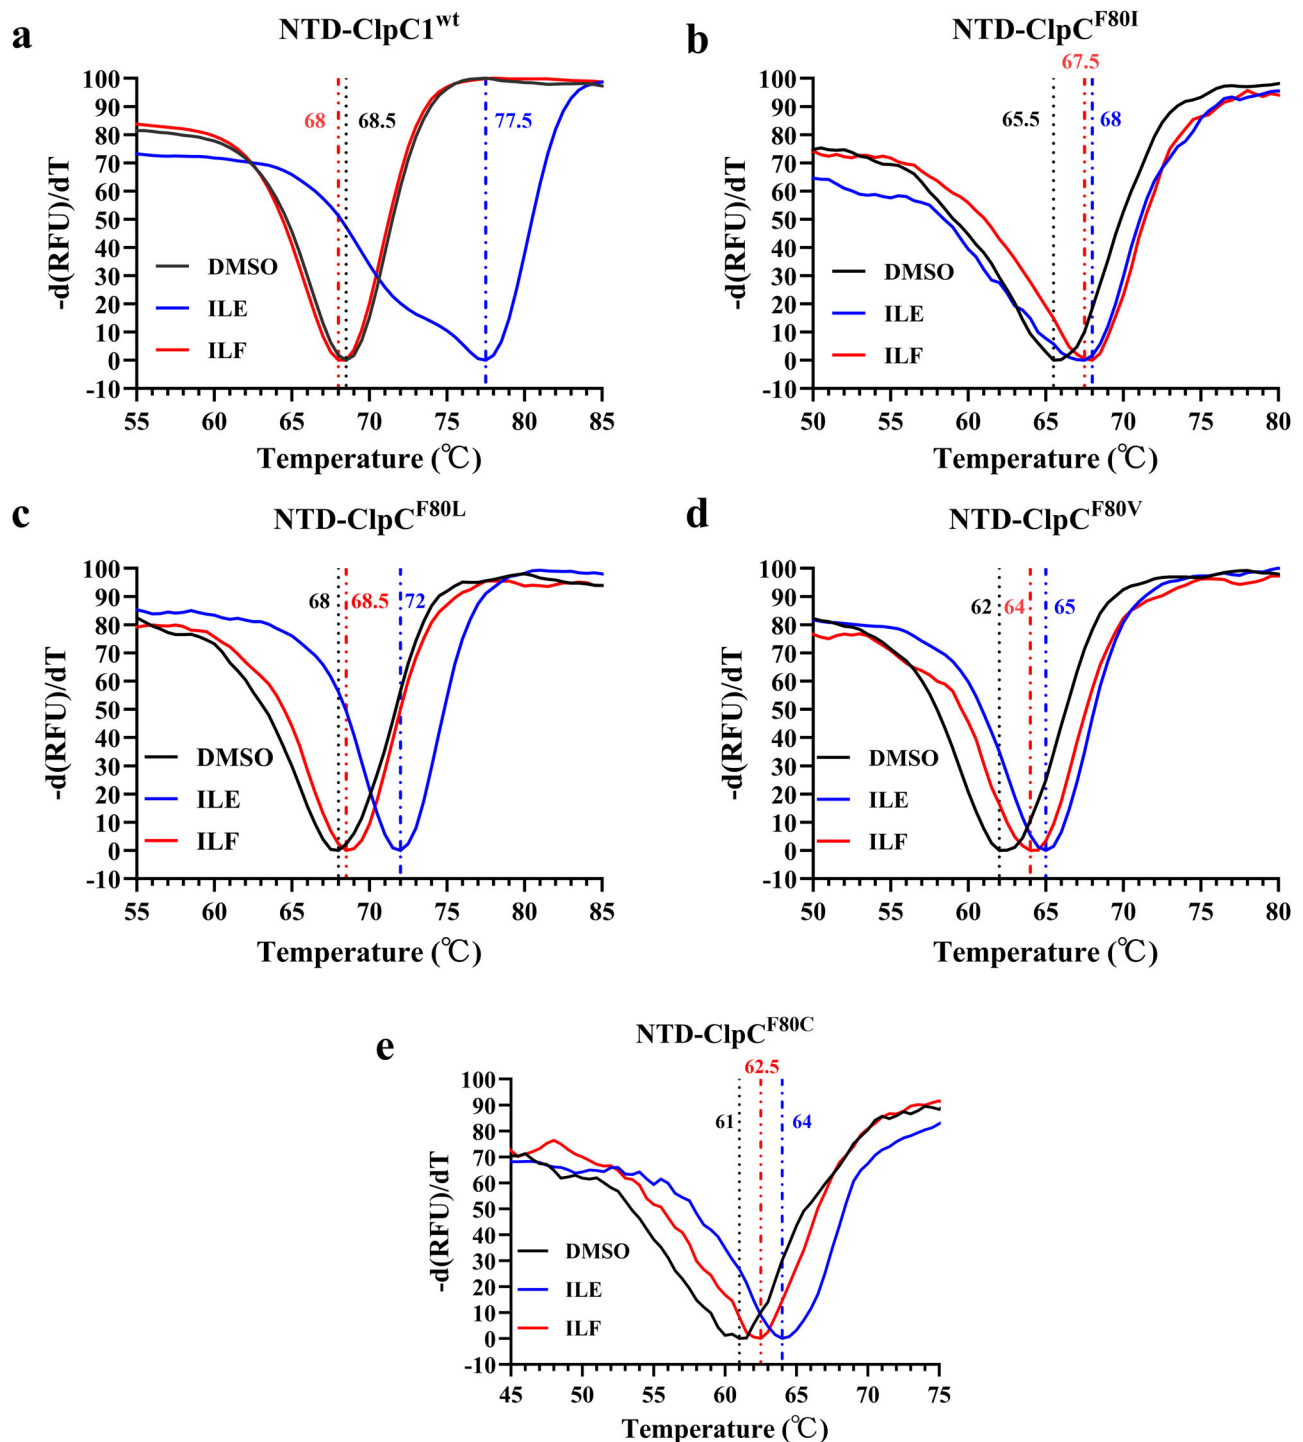 a
NTD-ClpC1wt
100
90
80
70
60
50
40
30
20
10
0
-10
-d(RFU)/dT
68
68.5
77.5
DMSO
ILE
ILF
55 60 65 70 75 80 85
Temperature (℃)
b
NTD-ClpCF80I
67.5
100
90
80
70
60
50
40
30
20
10
0
-10
-d(RFU)/dT
65.5
68
DMSO
ILE
ILF
50 55 60 65 70 75 80
Temperature (℃)
c
NTD-ClpCF80L
100
90
80
70
60
50
40
30
20
10
0
-10
-d(RFU)/dT
68
68.5
72
DMSO
ILE
ILF
55 60 65 70 75 80 85
Temperature (℃)
d
NTD-ClpCF80V
100
90
80
70
60
50
40
30
20
10
0
-10
-d(RFU)/dT
62
64
65
DMSO
ILE
ILF
50 55 60 65 70 75 80
Temperature (℃)
e
NTD-ClpCF80C
62.5
100
90
80
70
60
50
40
30
20
10
0
-10
-d(RFU)/dT
61
64
DMSO
ILE
ILF
45 50 55 60 65 70 75
Temperature (℃)